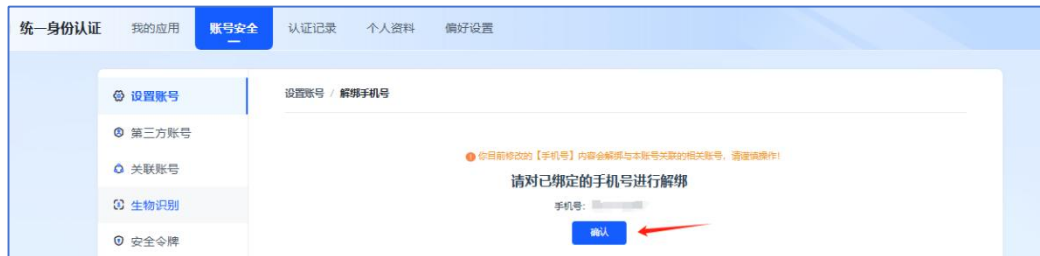 统一身份认证 我的应用 账号安全 认证记录 个人资料 偏好设置
设置账号
设置账号 / 解绑手机号
第三方账号
你目前修改的【手机号】内容会解绑与本账号关联的相关账号，请谨慎操作！
关联账号
请对已绑定的手机号进行解绑
生物识别
手机号：
确认
安全令牌